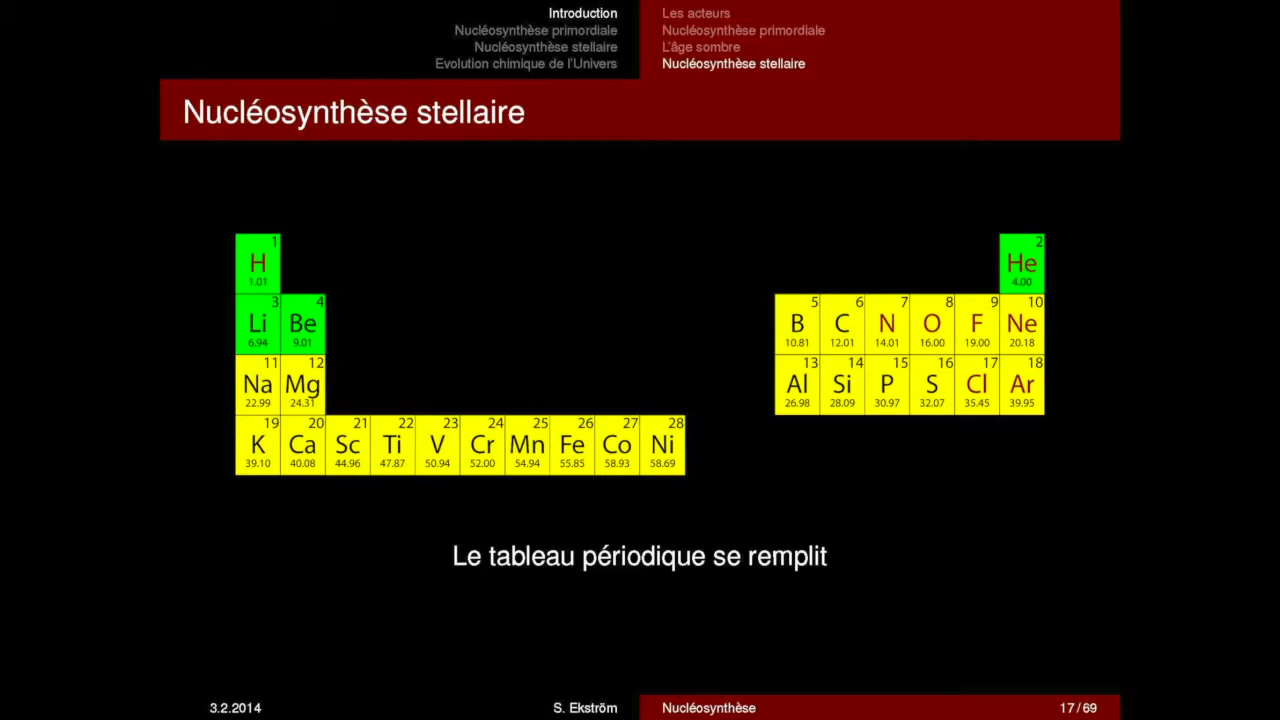 Introduction
Nucléosynthèse primordiale
Nucléosynthèse stellaire
Evolution chimique de l'Univers
Les acteurs
Nucléosynthèse primordiale
L'âge sombre
Nucléosynthèse stellaire
Nucléosynthèse stellaire
1 2
H He
1.01 4.00
3 4 5 6 7 8 9 10
Li Be B C N O F Ne
6.94 9.01 10.81 12.01 14.01 16.00 19.00 20.18
11 12 13 14 15 16 17 18
Na Mg Al Si P S Cl Ar
22.99 24.31 26.98 28.09 30.97 32.07 35.45 39.95
19 20 21 22 23 24 25 26 27 28
K Ca Sc Ti V Cr Mn Fe Co Ni
39.10 40.08 44.96 47.87 50.94 52.00 54.94 55.85 58.93 58.69
Le tableau périodique se remplit
3.2.2014 S. Ekström Nucléosynthèse 17/69